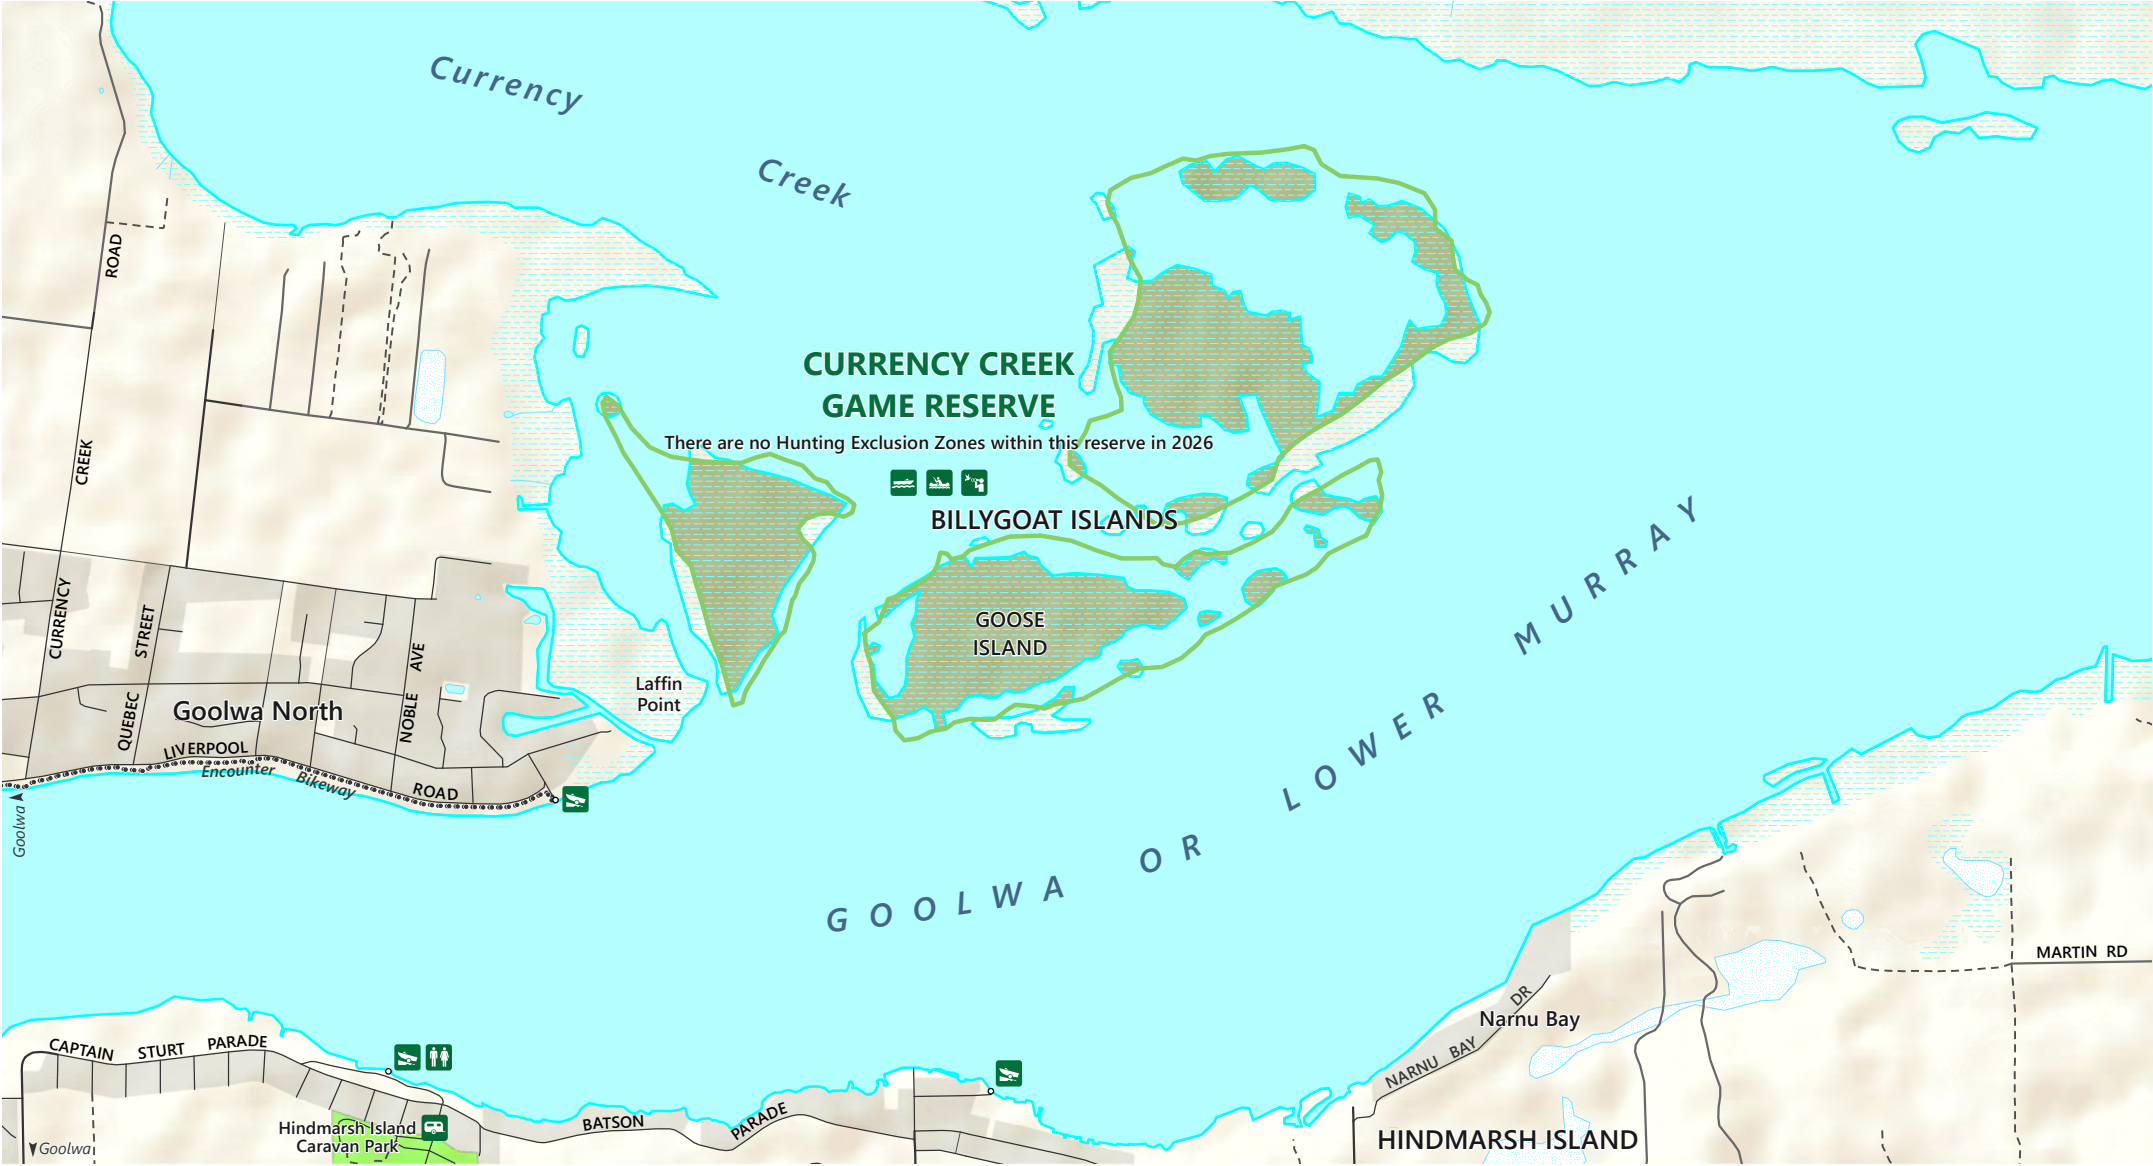 Currency
Creek
ROAD
CURRENCY CREEK
GAME RESERVE
There are no Hunting Exclusion Zones within this reserve in 2026
CREEK
BILLYGOAT ISLANDS
GOOSE
ISLAND
CURRENCY
STREET
QUEBEC
AVE
NOBLE
Laffin
Point
Goolwa North
LIVERPOOL
ROAD
Encounter Bikeway
Goolwa
GOOLWA OR LOWER MURRAY
MARTIN RD
NARNU BAY DR
Narnu Bay
CAPTAIN STURT PARADE
BATSON PARADE
Hindmarsh Island
Caravan Park
HINDMARSH ISLAND
Goolwa